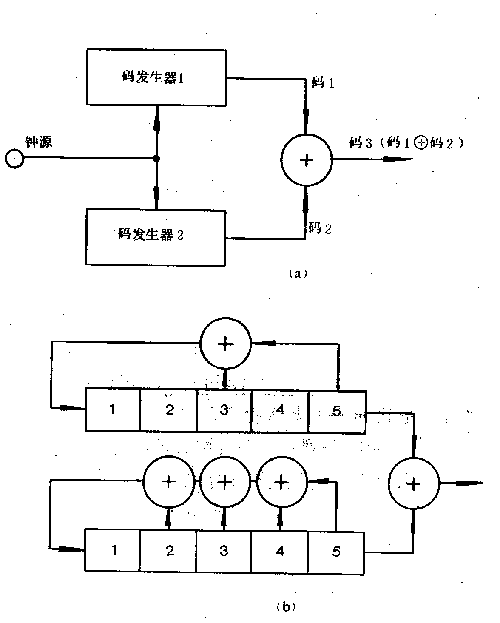 码发生器1
码1
钟源
+
码3（码1⊕码2）
码发生器2
码2
(a)
+
1 2 3 4 5
+ + +
+
1 2 3 4 5
(b)